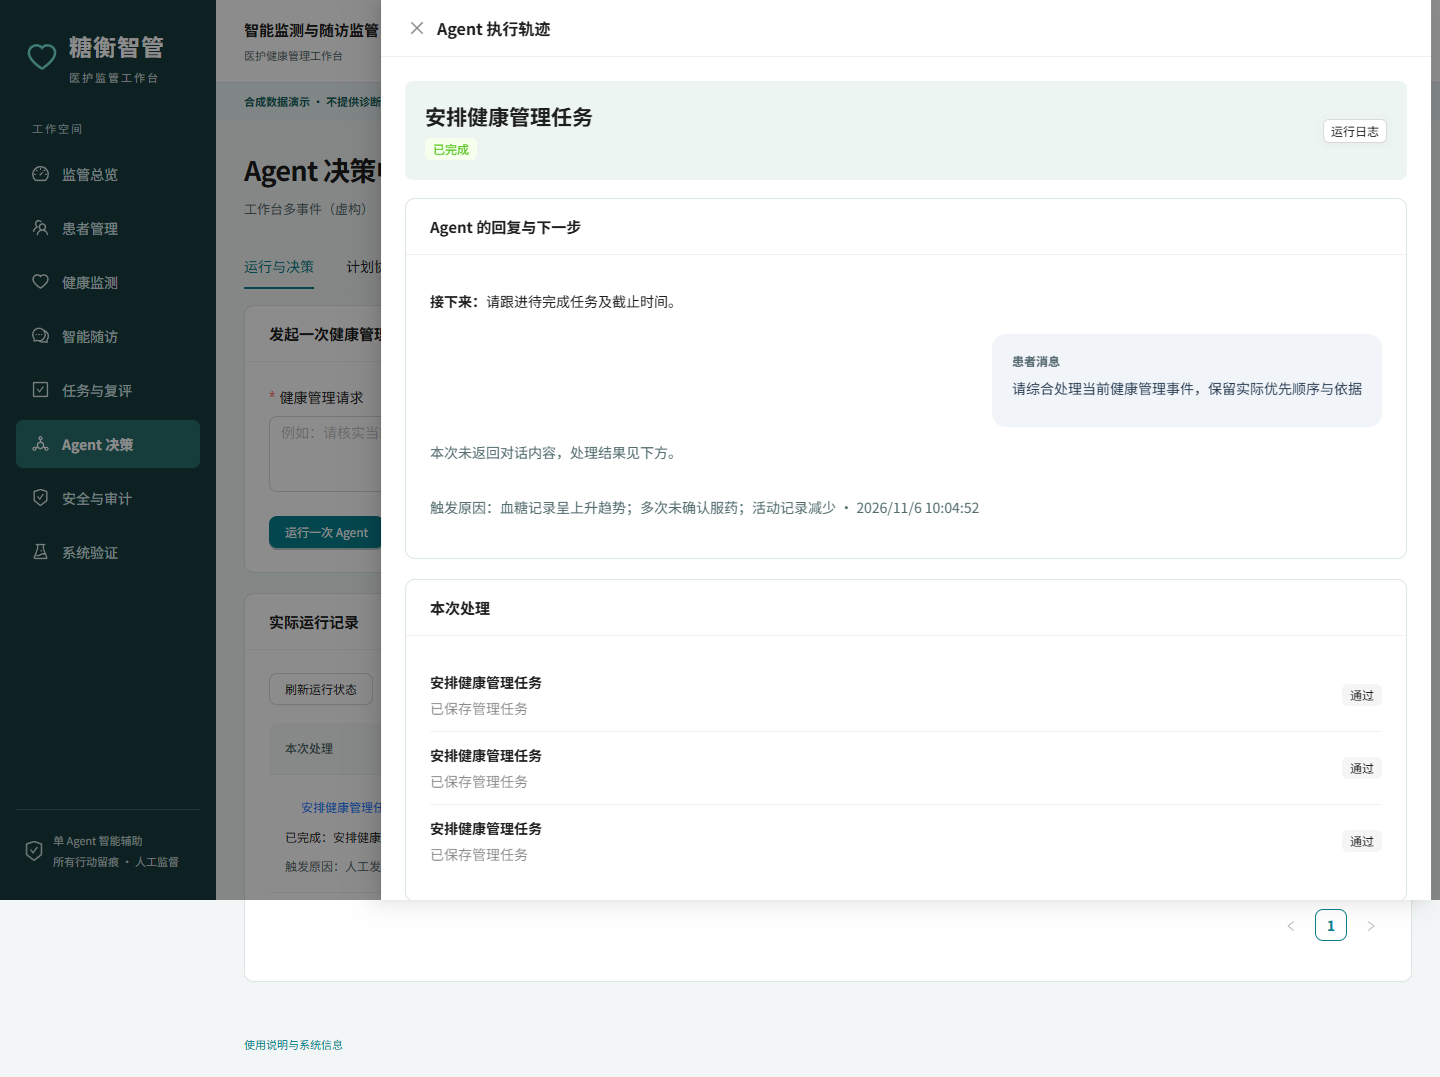 糖衡智管
医护监管工作台
工作空间
监管总览
患者管理
健康监测
智能随访
任务与复评
Agent 决策
安全与审计
系统验证
单 Agent 智能辅助
所有行动留痕 · 人工监督
智能监测与随访监管
医护健康管理工作台
合成数据演示 · 不提供诊断
Agent 决策
工作台多事件（虚构）
运行与决策
计划
发起一次健康管理
* 健康管理请求
例如：请核实当
运行一次 Agent
实际运行记录
刷新运行状态
本次处理
安排健康管理任
已完成：安排健康
触发原因：人工发
Agent 执行轨迹
安排健康管理任务
已完成
运行日志
Agent 的回复与下一步
接下来：请跟进待完成任务及截止时间。
患者消息
请综合处理当前健康管理事件，保留实际优先顺序与依据
本次未返回对话内容，处理结果见下方。
触发原因：血糖记录呈上升趋势；多次未确认服药；活动记录减少 · 2026/11/6 10:04:52
本次处理
安排健康管理任务
已保存管理任务
通过
安排健康管理任务
已保存管理任务
通过
安排健康管理任务
已保存管理任务
通过
1
使用说明与系统信息